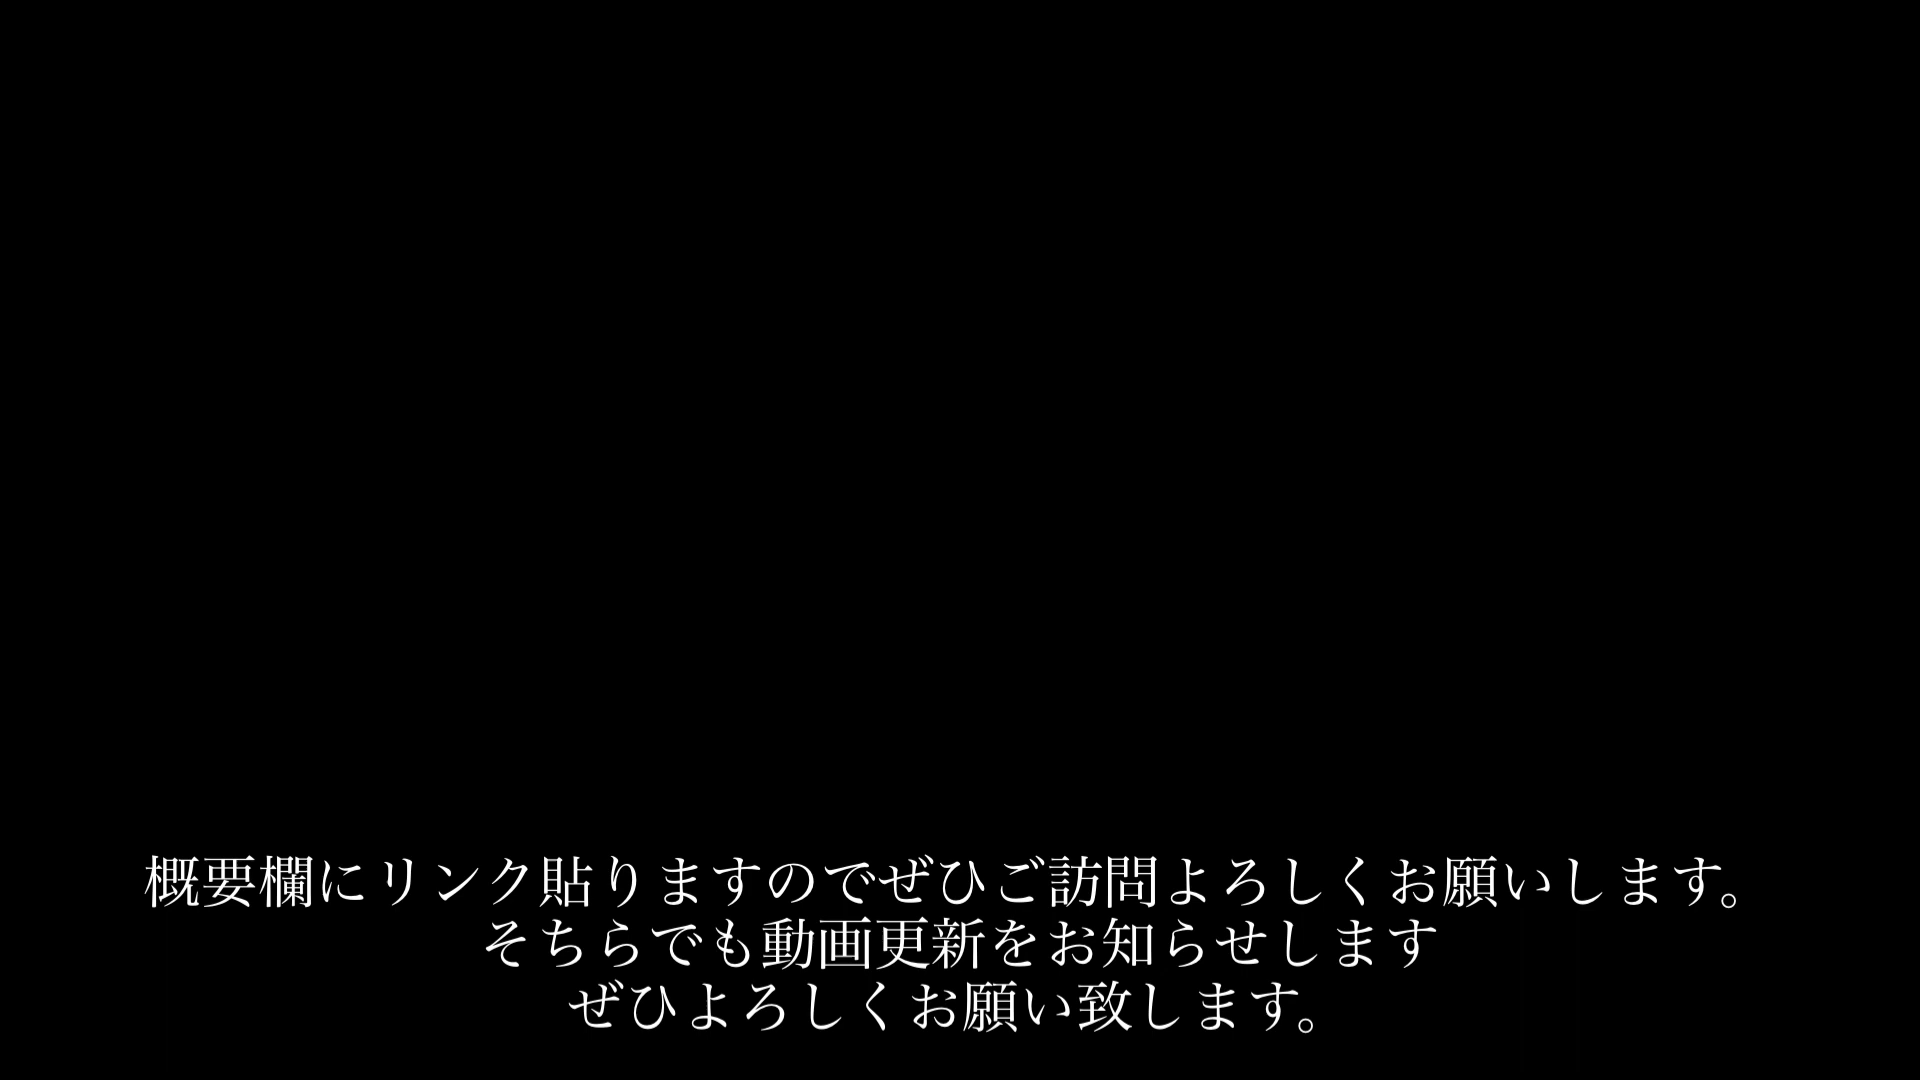 概要欄にリンク貼りますのでぜひご訪問よろしくお願いします。
そちらでも動画更新をお知らせします
ぜひよろしくお願い致します。